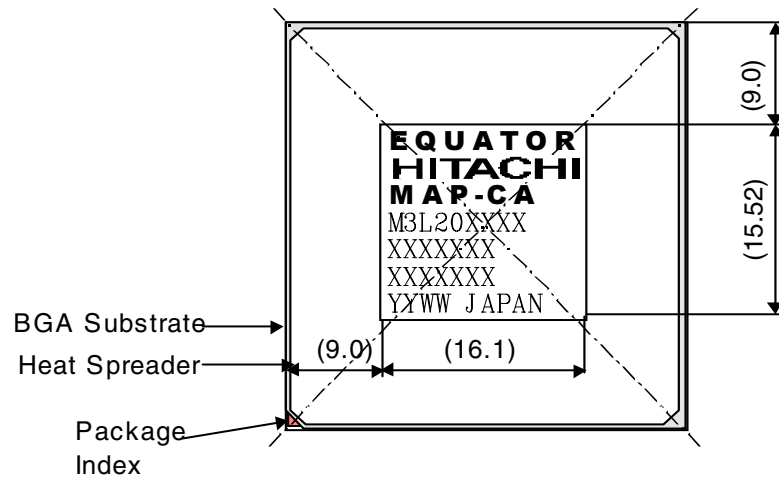 EQUATOR
HITACHI
MAP-CA
M3L20XXXX
XXXXXXX
XXXXXXX
YYWW JAPAN
(9.0)
(15.52)
(9.0)
(16.1)
BGA Substrate
Heat Spreader
Package
Index